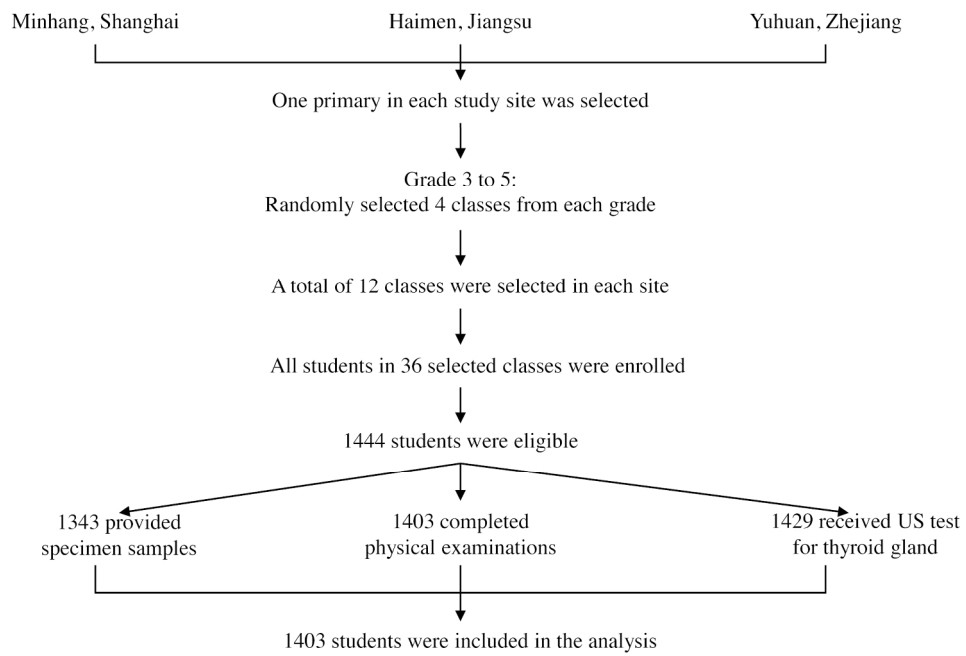 Minhang, Shanghai
Haimen, Jiangsu
Yuhuan, Zhejiang
One primary in each study site was selected
Grade 3 to 5:
Randomly selected 4 classes from each grade
A total of 12 classes were selected in each site
All students in 36 selected classes were enrolled
1444 students were eligible
1343 provided
specimen samples
1403 completed
physical examinations
1429 received US test
for thyroid gland
1403 students were included in the analysis